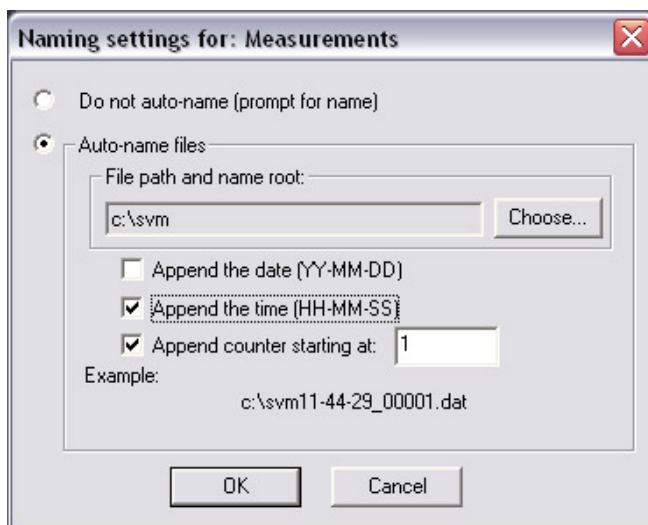 Naming settings for: Measurements
Do not auto-name (prompt for name)
Auto-name files
File path and name root:
c:\svm
Choose...
Append the date (YY-MM-DD)
Append the time (HH-MM-SS)
Append counter starting at: 1
Example:
c:\svm11-44-29_00001.dat
OK Cancel